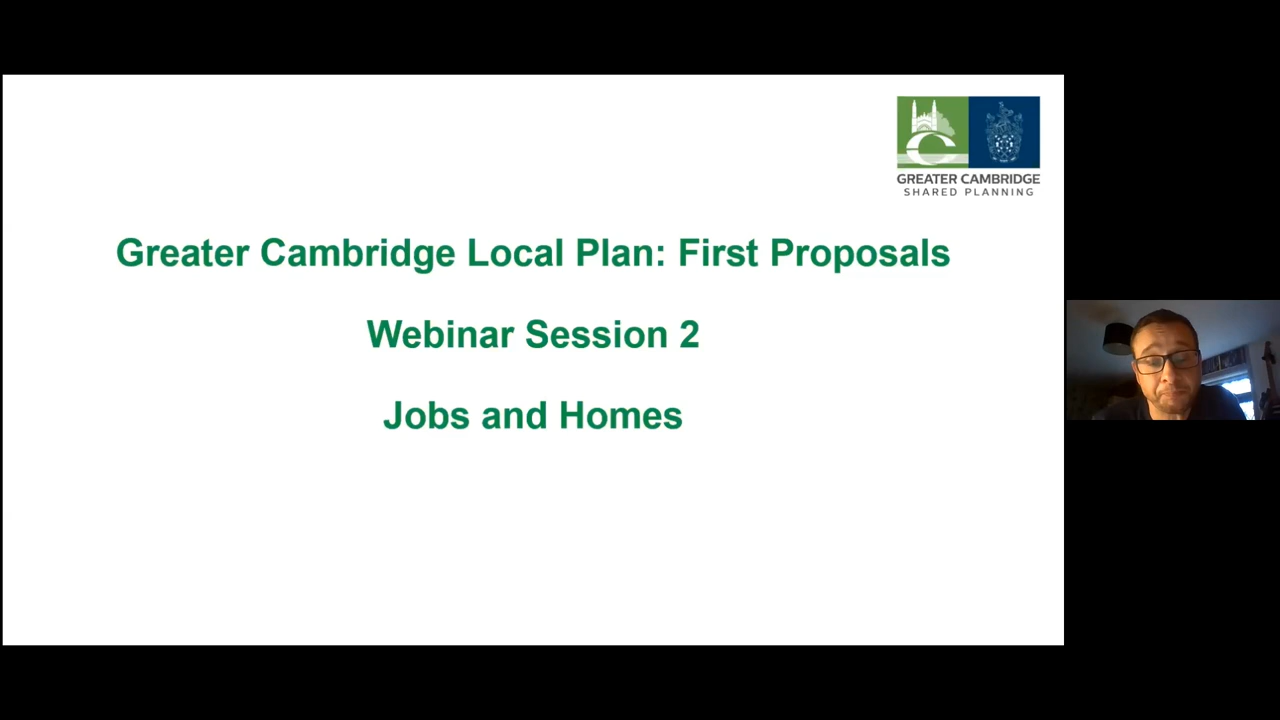 GREATER CAMBRIDGE
SHARED PLANNING
Greater Cambridge Local Plan: First Proposals
Webinar Session 2
Jobs and Homes